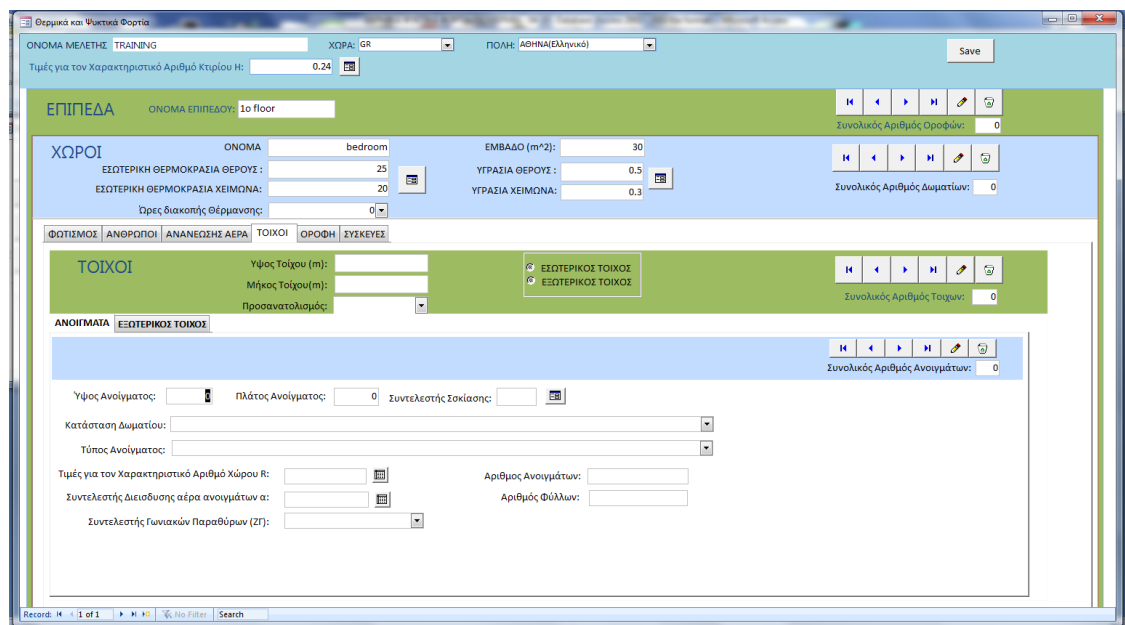 Θερμικά και Ψυκτικά Φορτία
ΟΝΟΜΑ ΜΕΛΕΤΗΣ TRAINING ΧΩΡΑ: GR ΠΟΛΗ: ΑΘΗΝΑ(Ελληνικό) Save
Τιμές για τον Χαρακτηριστικό Αριθμό Κτιρίου Η: 0.24
ΕΠΙΠΕΔΑ ΟΝΟΜΑ ΕΠΙΠΕΔΟΥ: 1ο floor
Συνολικός Αριθμός Οροφών: 0
ΧΩΡΟΙ ΟΝΟΜΑ bedroom ΕΜΒΑΔΟ (m^2): 30
ΕΣΩΤΕΡΙΚΗ ΘΕΡΜΟΚΡΑΣΙΑ ΘΕΡΟΥΣ : 25 ΥΓΡΑΣΙΑ ΘΕΡΟΥΣ : 0.5
ΕΣΩΤΕΡΙΚΗ ΘΕΡΜΟΚΡΑΣΙΑ ΧΕΙΜΩΝΑ: 20 ΥΓΡΑΣΙΑ ΧΕΙΜΩΝΑ: 0.3 Συνολικός Αριθμός Δωματίων: 0
Ώρες διακοπής Θέρμανσης: 0
ΦΩΤΙΣΜΟΣ ΑΝΘΡΩΠΟΙ ΑΝΑΝΕΩΣΗΣ ΑΕΡΑ ΤΟΙΧΟΙ ΟΡΟΦΗ ΣΥΣΚΕΥΕΣ
ΤΟΙΧΟΙ Υψος Τοίχου (m): ΕΣΩΤΕΡΙΚΟΣ ΤΟΙΧΟΣ
Μήκος Τοίχου(m): ΕΞΩΤΕΡΙΚΟΣ ΤΟΙΧΟΣ
Προσανατολισμός: Συνολικός Αριθμός Τοιχων: 0
ΑΝΟΙΓΜΑΤΑ ΕΞΩΤΕΡΙΚΟΣ ΤΟΙΧΟΣ
Συνολικός Αριθμός Ανοιγμάτων: 0
Ύψος Ανοίγματος: 0 Πλάτος Ανοίγματος: 0 Συντελεστής Σσκίασης:
Κατάσταση Δωματίου:
Τύπος Ανοίγματος:
Τιμές για τον Χαρακτηριστικό Αριθμό Χώρου R: Αριθμος Ανοιγμάτων:
Συντελεστής Διεισδυσης αέρα ανοιγμάτων α: Αριθμός Φύλλων:
Συντελεστής Γωνιακών Παραθύρων (ΖΓ):
Record: 1 of 1 No Filter Search